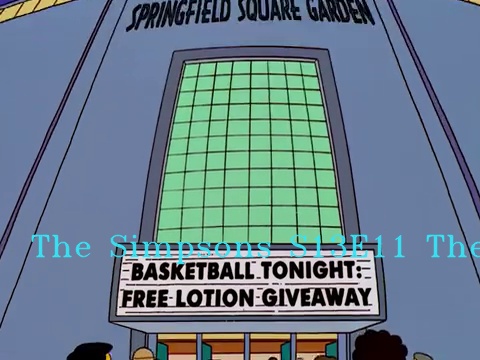 SPRINGFIELD SQUARE GARDEN
The Simpsons S13E11 The
BASKETBALL TONIGHT:
FREE LOTION GIVEAWAY